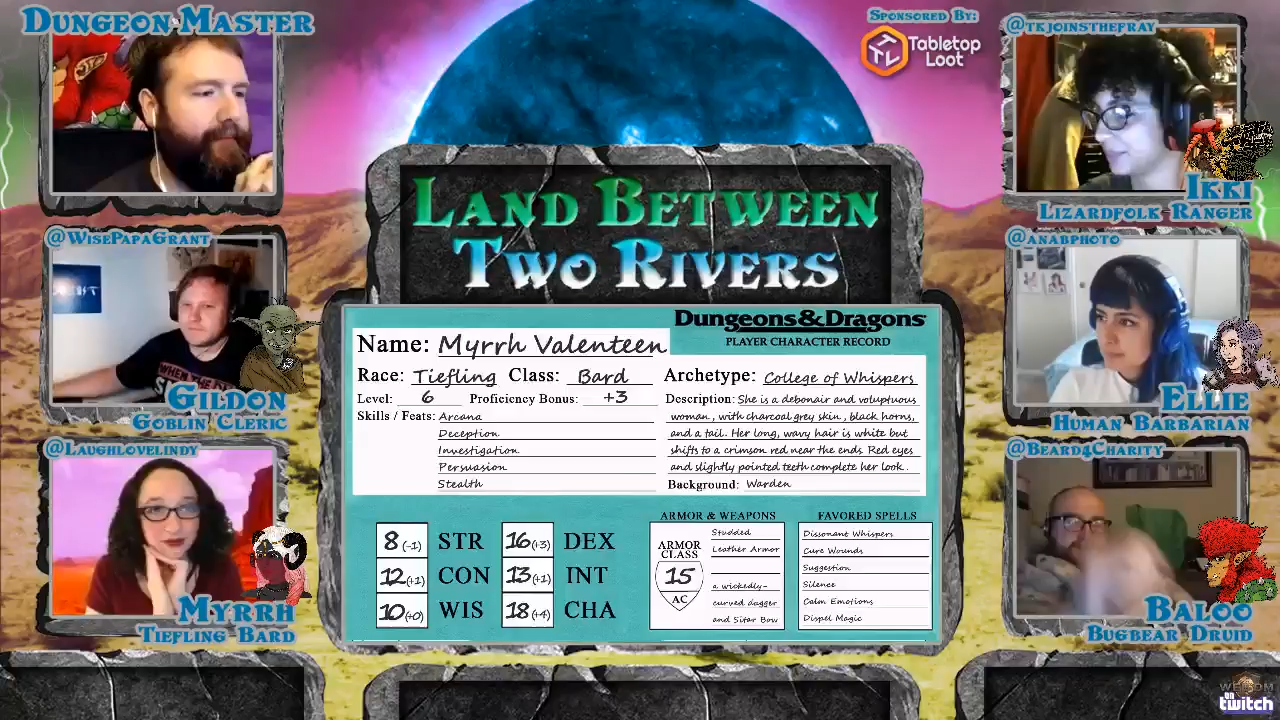 Dungeon Master
Sponsored By:
Tabletop
Loot
TTL
@tkjoinsthefray
Ikki
Lizardfolk Ranger
Land Between
Two Rivers
@WisePapaGrant
WHEN THE
Gildon
Goblin Cleric
@anabphoto
Ellie
Human Barbarian
@Laughlovelindy
Myrrh
Tiefling Bard
@Beard4Charity
Baloo
Bugbear Druid
Dungeons&Dragons
PLAYER CHARACTER RECORD
Name: Myrrh Valenteen
Race: Tiefling Class: Bard Archetype: College of Whispers
Level: 6 Proficiency Bonus: +3
Skills / Feats: Arcana
Deception
Investigation
Persuasion
Stealth
Description: She is a debonair and voluptuous
woman, with charcoal grey skin, black horns,
and a tail. Her long, wavy hair is white but
shifts to a crimson red near the ends. Red eyes
and slightly pointed teeth complete her look.
Background: Warden
8 (-1) STR 16 (+3) DEX
12 (+1) CON 13 (+1) INT
10 (+0) WIS 18 (+4) CHA
ARMOR & WEAPONS
ARMOR
CLASS
15
AC
Studded
Leather Armor
a wickedly-
curved dagger
and Sitar Bow
FAVORED SPELLS
Dissonant Whispers
Cure Wounds
Suggestion
Silence
Calm Emotions
Dispel Magic
on
twitch